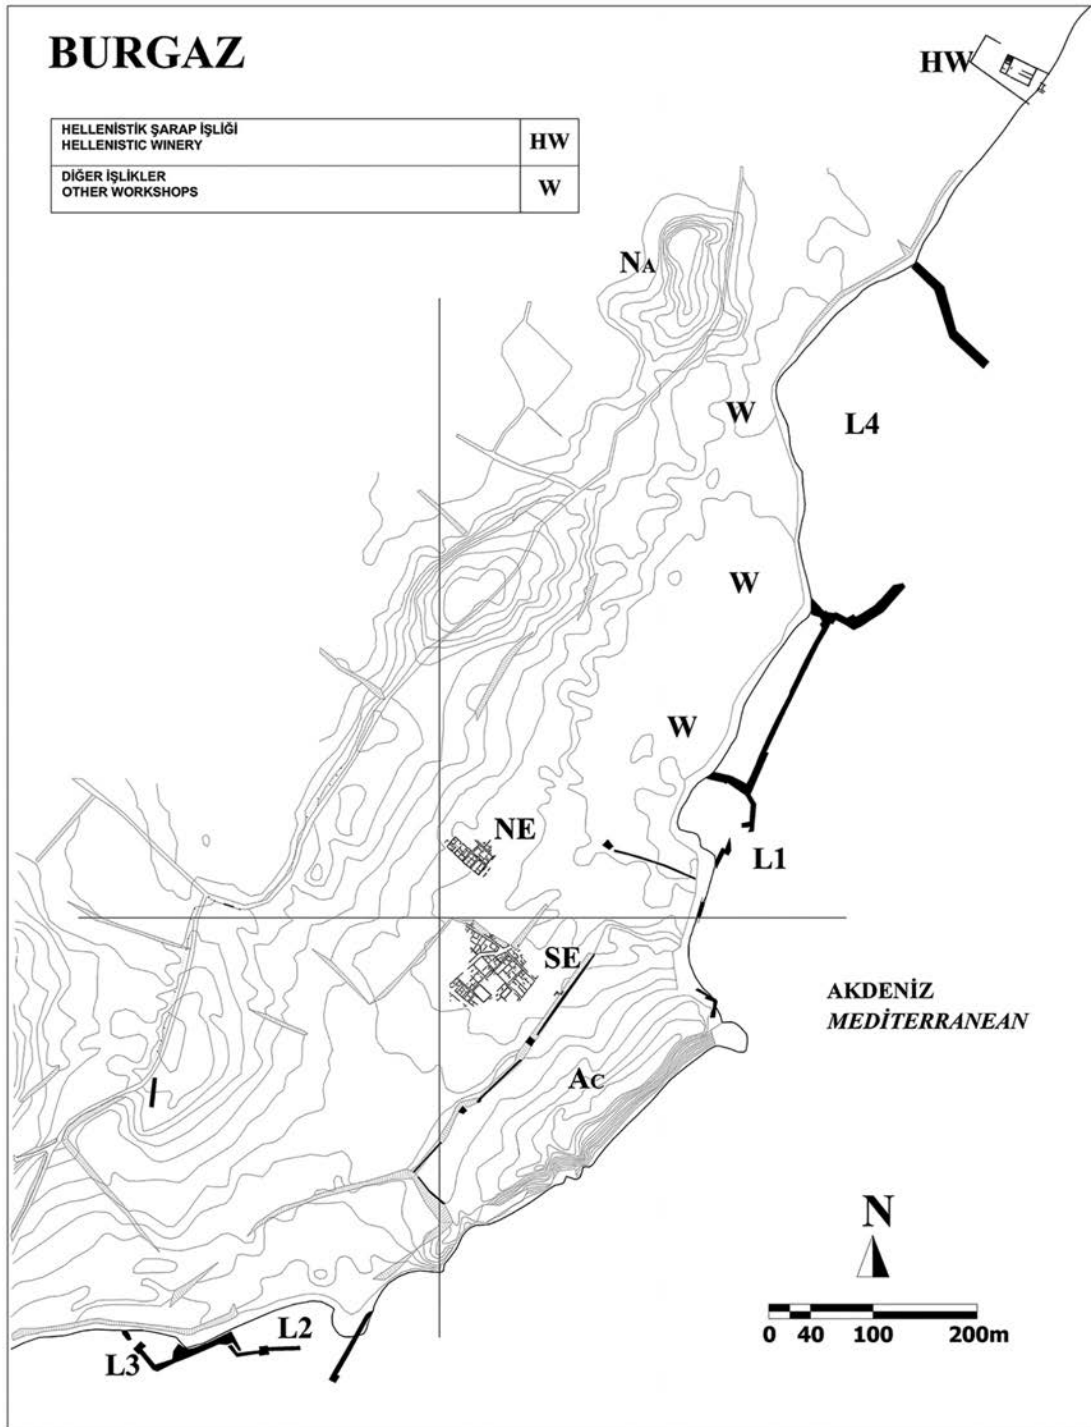 BURGAZ
HW
HELLENİSTİK ŞARAP İŞLİĞİ
HELLENISTIC WINERY
HW
DİĞER İŞLİKLER
OTHER WORKSHOPS
W
NA
W
L4
W
W
NE
L1
SE
AKDENİZ
MEDİTERRANEAN
AC
N
0 40 100 200m
L2
L3